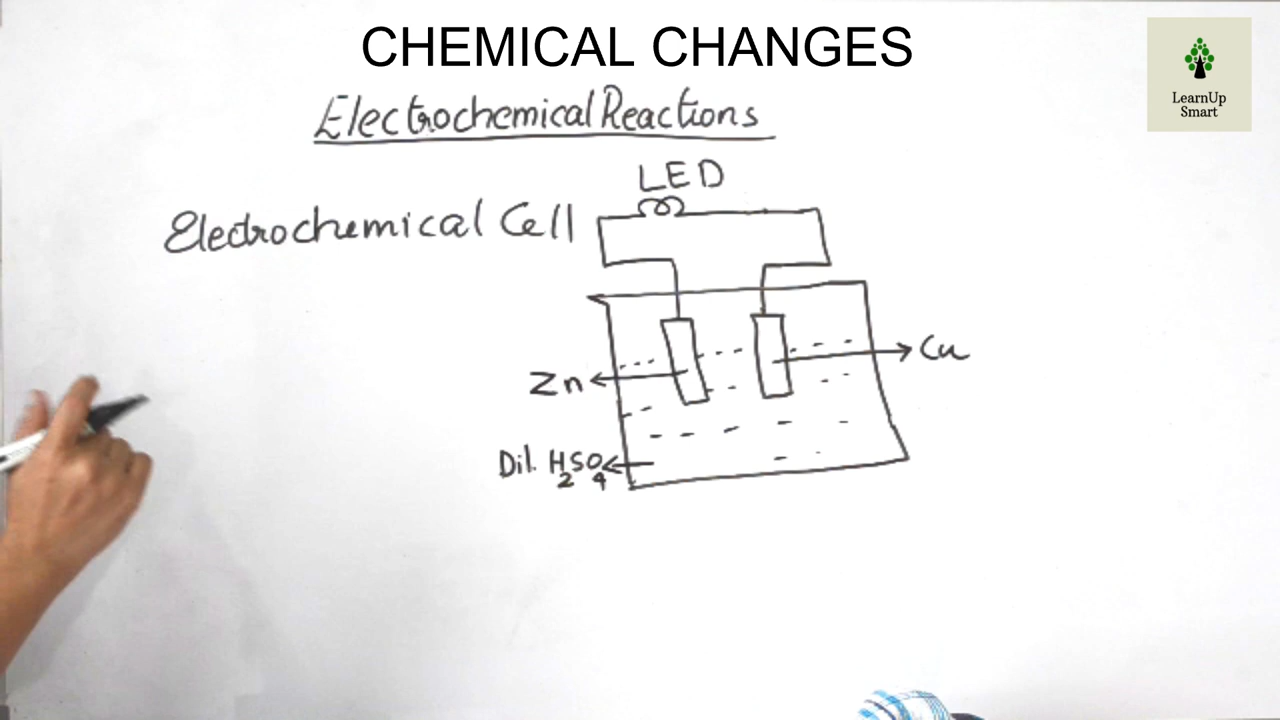 CHEMICAL CHANGES
LearnUp
Smart
Electrochemical Reactions
LED
Electrochemical Cell
Zn
Cu
Dil. H₂SO₄